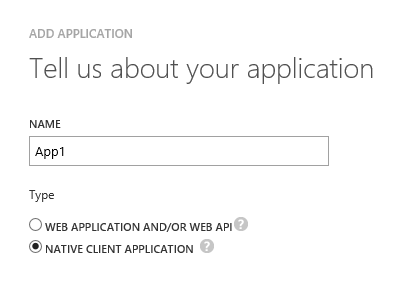 ADD APPLICATION
Tell us about your application
NAME
App1
Type
WEB APPLICATION AND/OR WEB API ?
NATIVE CLIENT APPLICATION ?